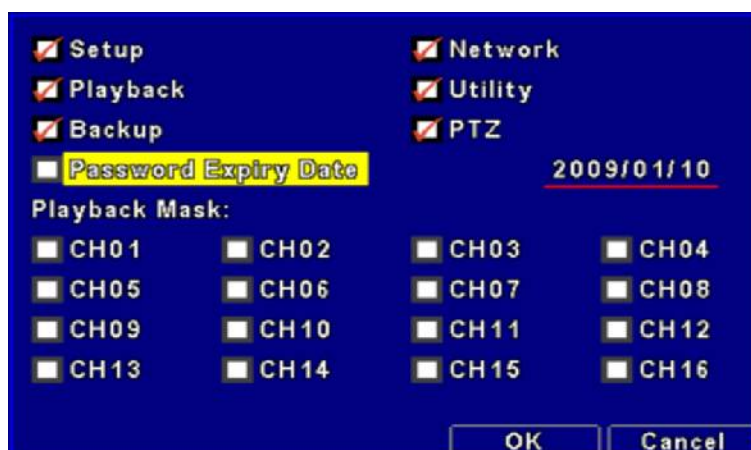 Setup Network
Playback Utility
Backup PTZ
Password Expiry Date 2009/01/10
Playback Mask:
CH01 CH02 CH03 CH04
CH05 CH06 CH07 CH08
CH09 CH10 CH11 CH12
CH13 CH14 CH15 CH16
OK Cancel